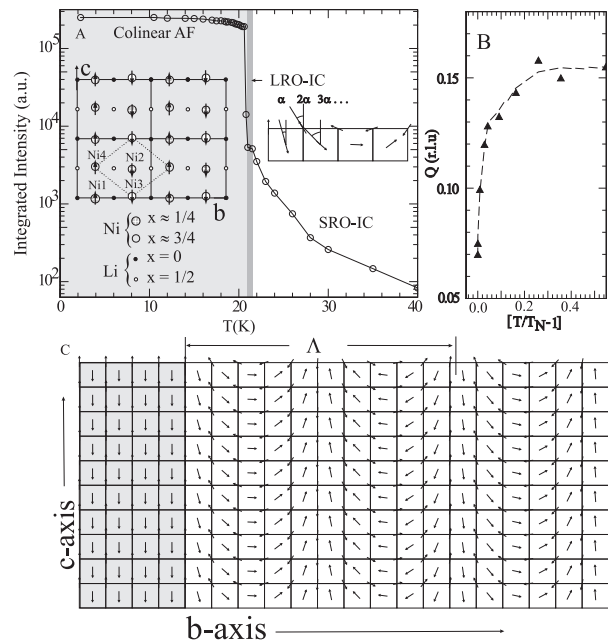 A
Colinear AF
LRO-IC
SRO-IC
α 2α 3α...
c
Ni4 Ni2
Ni1 Ni3
b
Ni { x ≈ 1/4
x ≈ 3/4
Li { x = 0
x = 1/2
Integrated Intensity (a.u.)
10⁵
10⁴
10³
10²
0 10 20 30 40
T(K)
B
Q (r.l.u)
0.15
0.10
0.05
0.0 0.2 0.4
[T/TN-1]
C
Λ
c-axis
b-axis